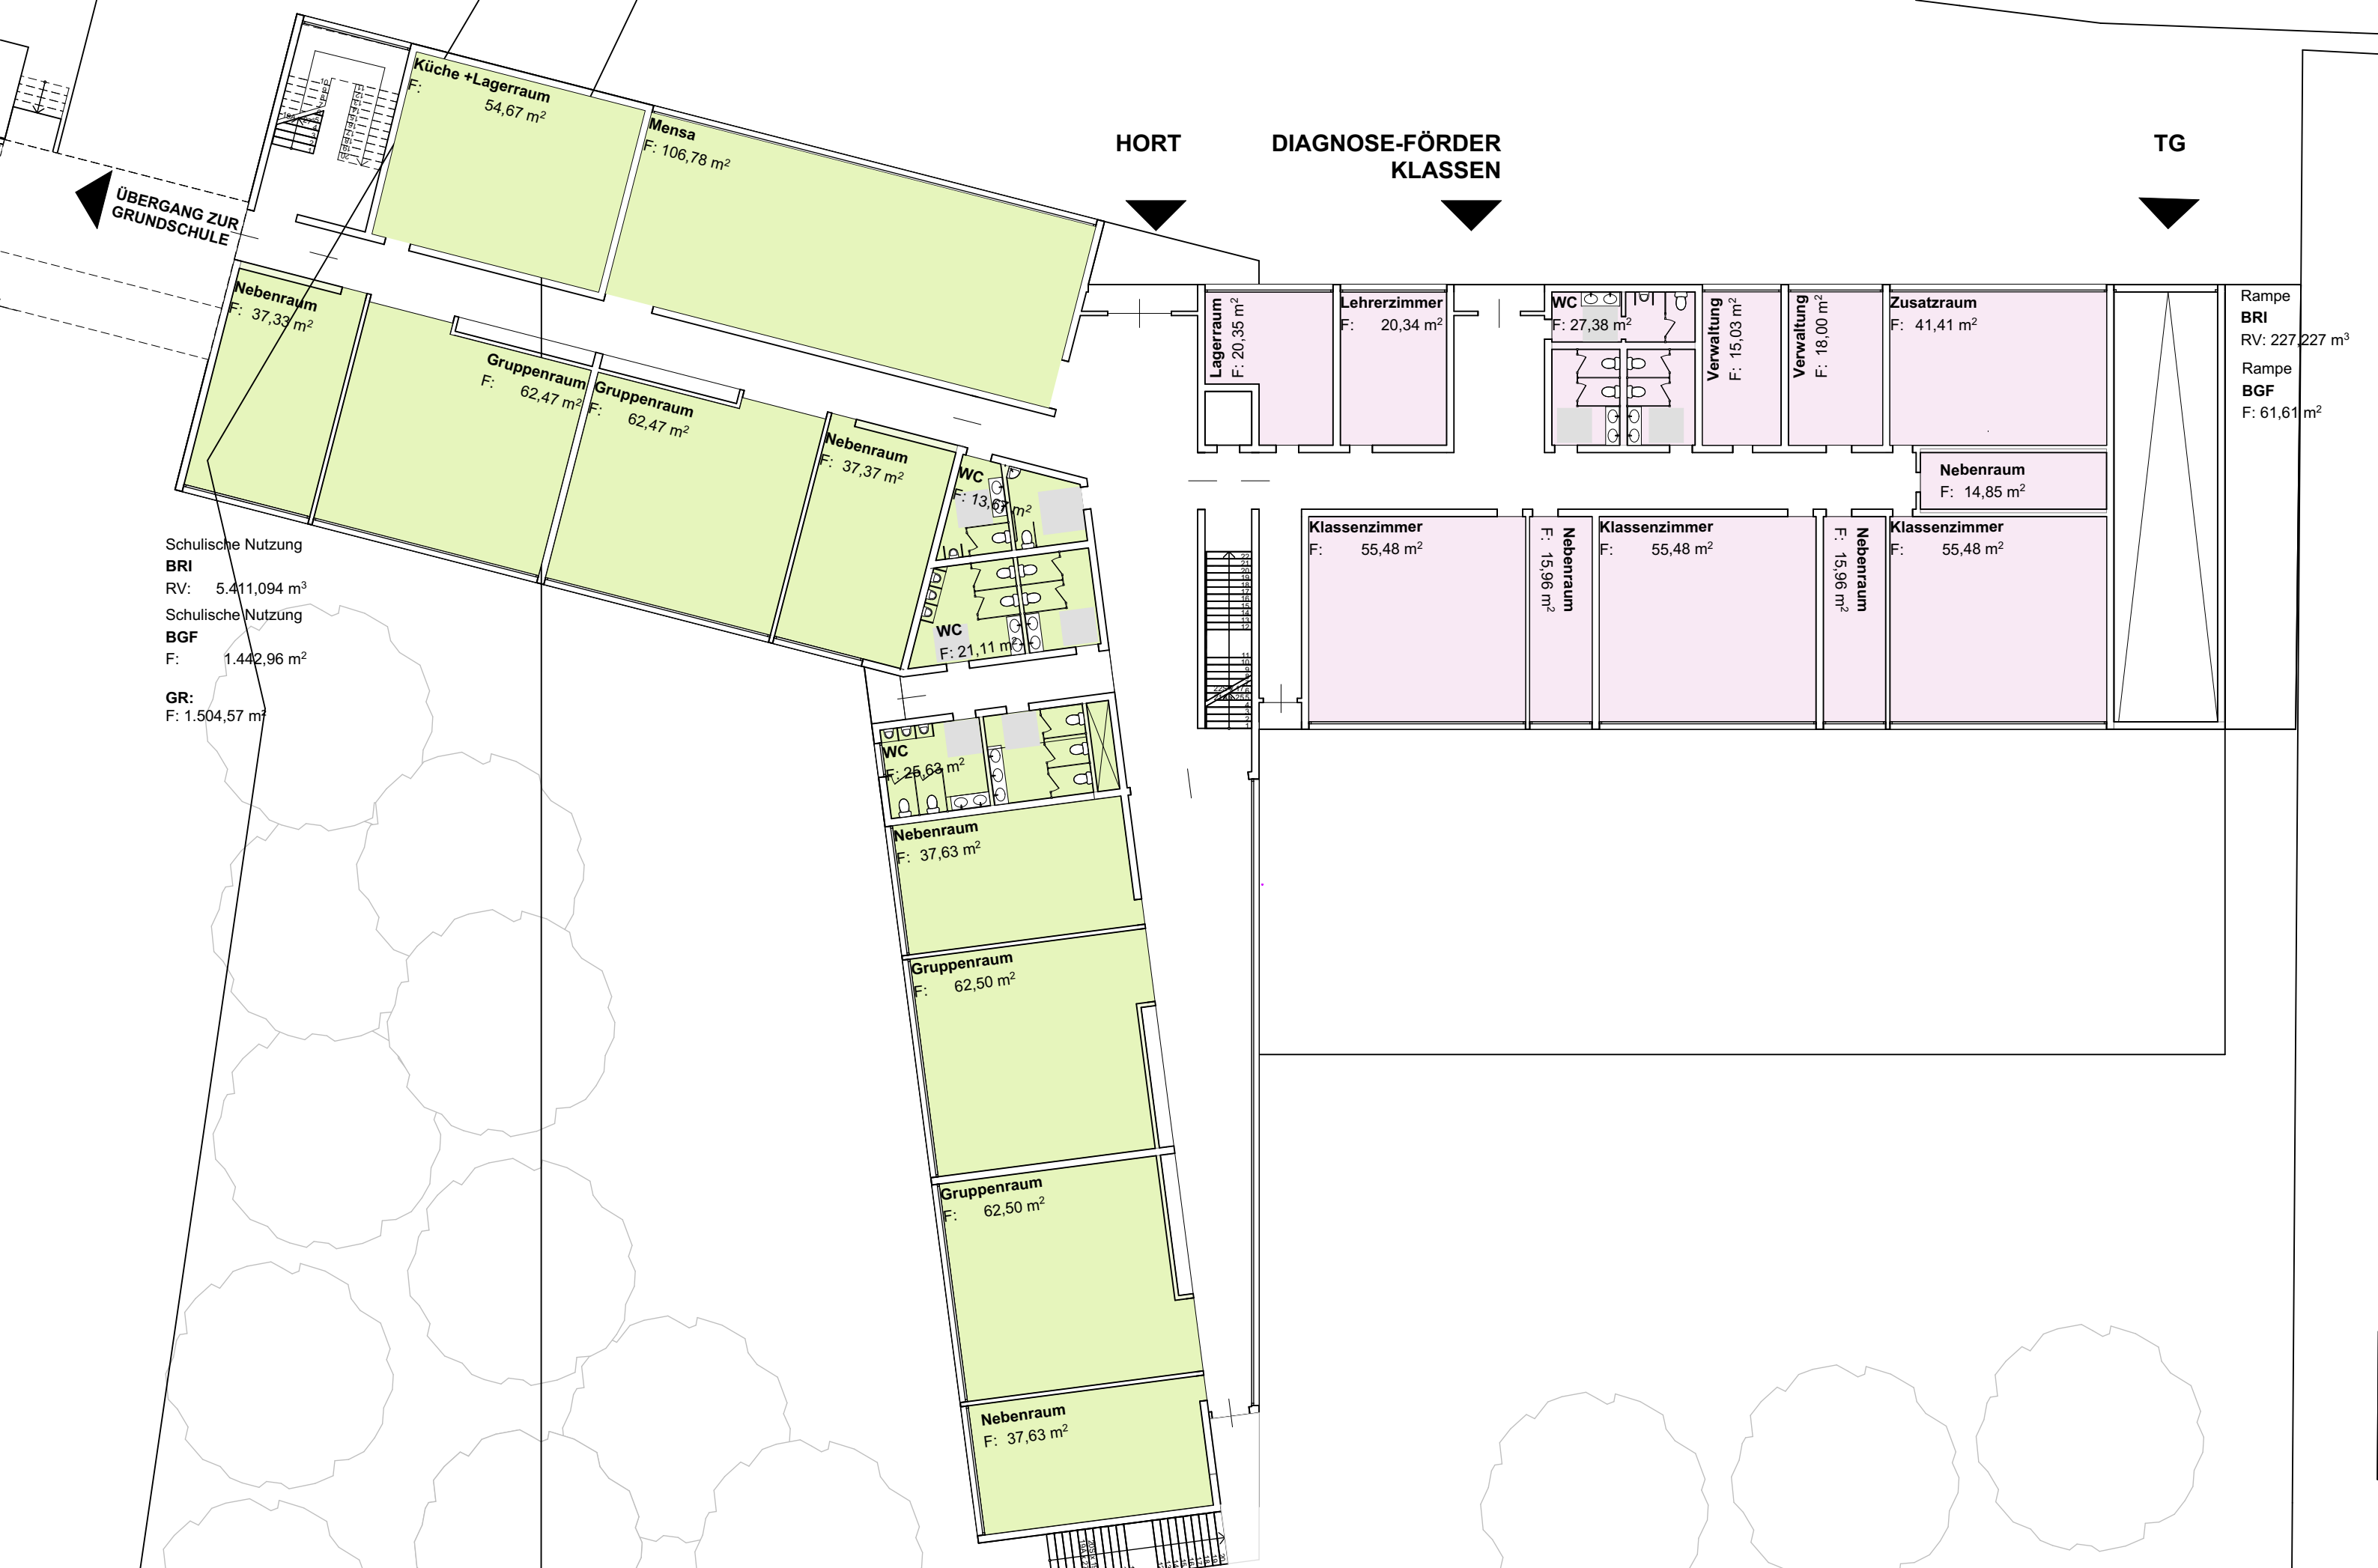 Küche +Lagerraum
F: 54,67 m²
Mensa
F: 106,78 m²
HORT
DIAGNOSE-FÖRDER
KLASSEN
TG
ÜBERGANG ZUR
GRUNDSCHULE
Nebenraum
F: 37,33 m²
Gruppenraum
F: 62,47 m²
Gruppenraum
F: 62,47 m²
Nebenraum
F: 37,37 m²
WC
F: 13,67 m²
WC
F: 21,11 m²
Lagerraum
F: 20,35 m²
Lehrerzimmer
F: 20,34 m²
WC
F: 27,38 m²
Verwaltung
F: 15,03 m²
Verwaltung
F: 18,00 m²
Zusatzraum
F: 41,41 m²
Rampe
BRI
RV: 227,227 m³
Rampe
BGF
F: 61,61 m²
Nebenraum
F: 14,85 m²
Klassenzimmer
F: 55,48 m²
Nebenraum
F: 15,96 m²
Klassenzimmer
F: 55,48 m²
Nebenraum
F: 15,96 m²
Klassenzimmer
F: 55,48 m²
Schulische Nutzung
BRI
RV: 5.411,094 m³
Schulische Nutzung
BGF
F: 1.442,96 m²
GR:
F: 1.504,57 m²
WC
F: 25,63 m²
Nebenraum
F: 37,63 m²
Gruppenraum
F: 62,50 m²
Gruppenraum
F: 62,50 m²
Nebenraum
F: 37,63 m²